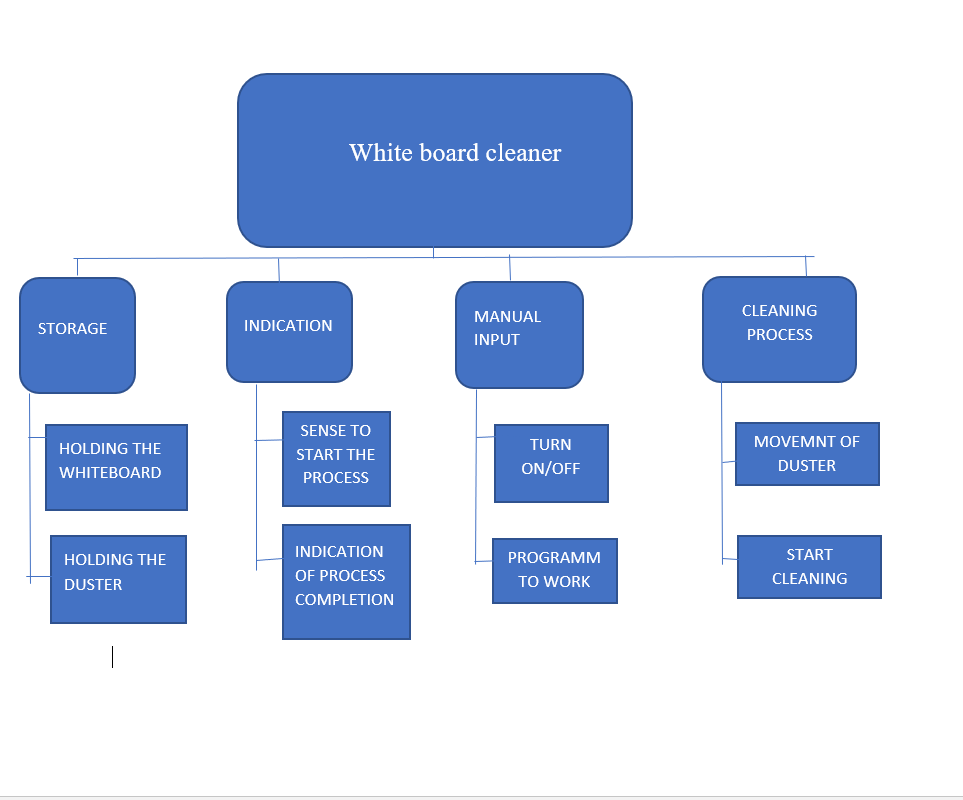 White board cleaner
STORAGE
INDICATION
MANUAL
INPUT
CLEANING
PROCESS
HOLDING THE
WHITEBOARD
SENSE TO
START THE
PROCESS
TURN
ON/OFF
MOVEMNT OF
DUSTER
HOLDING THE
DUSTER
INDICATION
OF PROCESS
COMPLETION
PROGRAMM
TO WORK
START
CLEANING